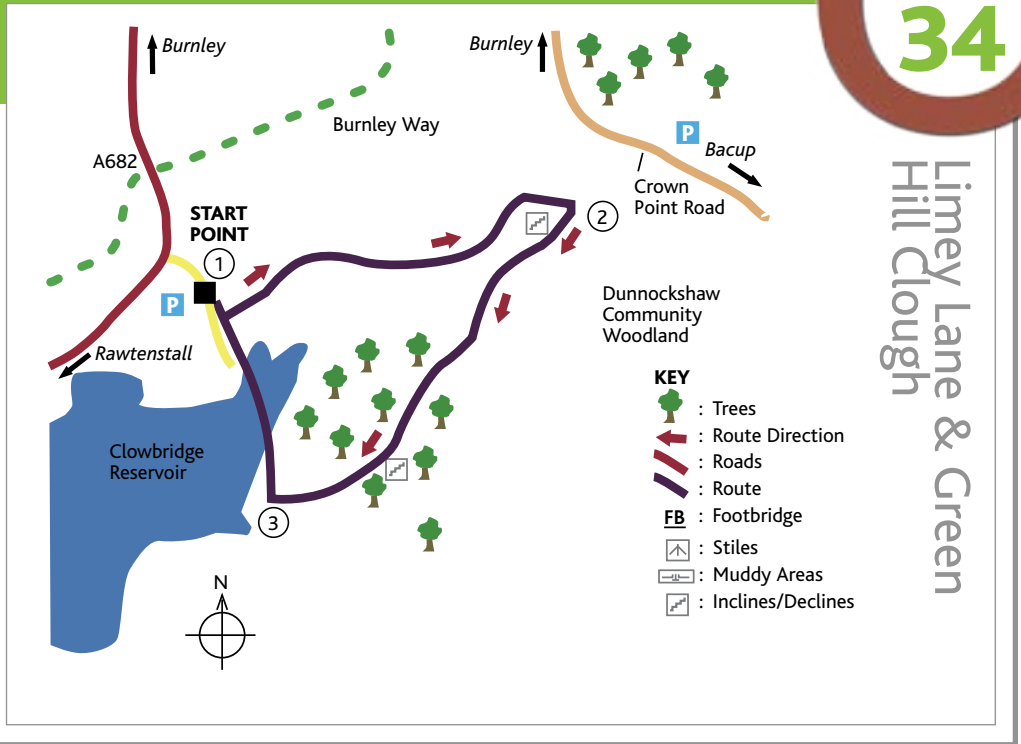 34
Limey Lane & Green
Hill Clough
Burnley
Burnley
Burnley Way
A682
P
Bacup
Crown
Point Road
START
POINT
1
2
P
Dunnockshaw
Community
Woodland
Rawtenstall
Clowbridge
Reservoir
3
N
KEY
: Trees
: Route Direction
: Roads
: Route
FB : Footbridge
: Stiles
: Muddy Areas
: Inclines/Declines